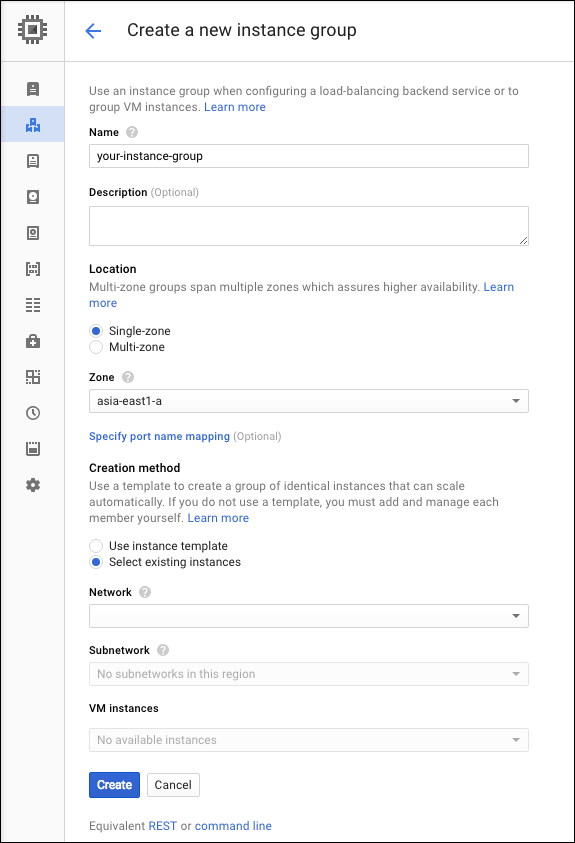 Create a new instance group
Use an instance group when configuring a load-balancing backend service or to
group VM instances. Learn more
Name ?
your-instance-group
Description (Optional)
Location
Multi-zone groups span multiple zones which assures higher availability. Learn
more
Single-zone
Multi-zone
Zone ?
asia-east1-a
Specify port name mapping (Optional)
Creation method
Use a template to create a group of identical instances that can scale
automatically. If you do not use a template, you must add and manage each
member yourself. Learn more
Use instance template
Select existing instances
Network ?
Subnetwork ?
No subnetworks in this region
VM instances
No available instances
Create Cancel
Equivalent REST or command line